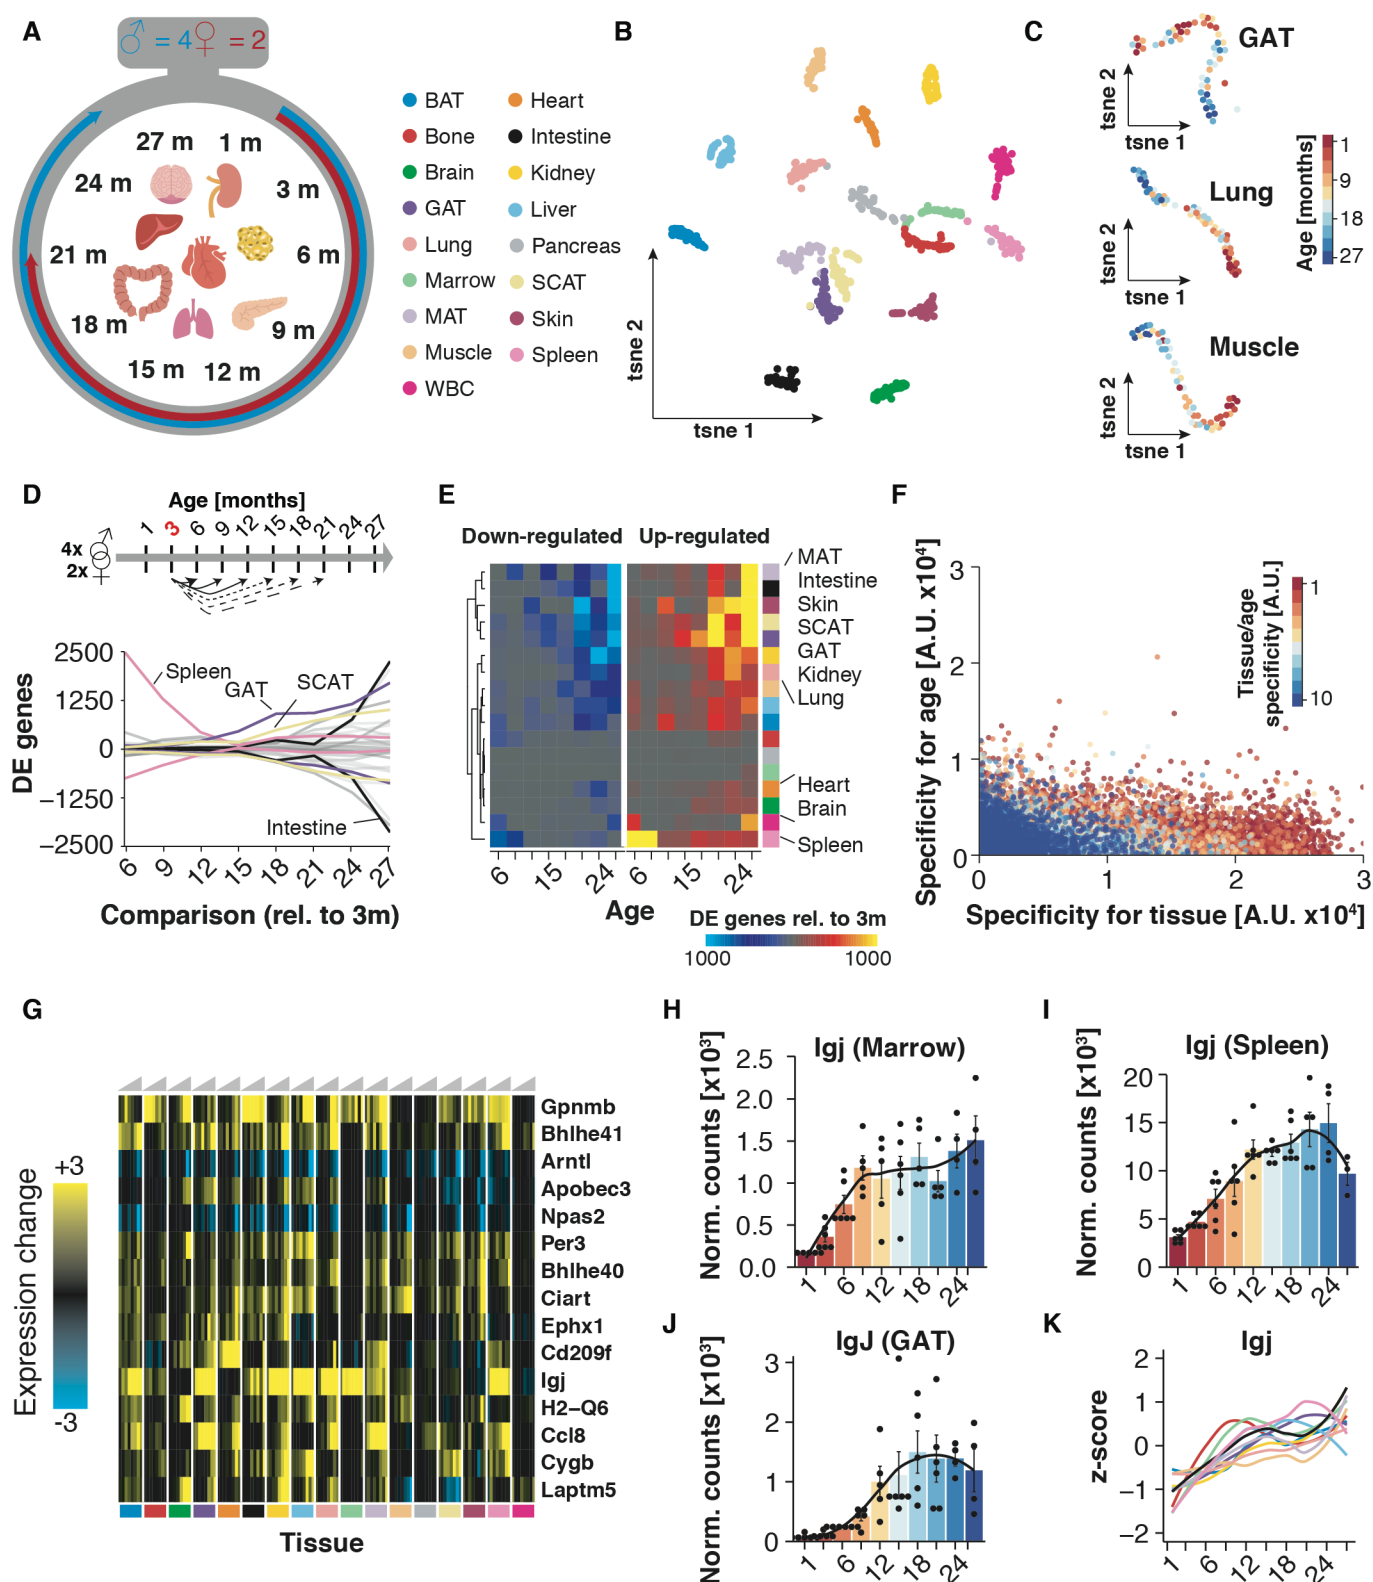 A
♂ = 4 ♀ = 2
27 m
1 m
24 m
3 m
21 m
6 m
18 m
9 m
15 m
12 m
BAT
Bone
Brain
GAT
Lung
Marrow
MAT
Muscle
WBC
Heart
Intestine
Kidney
Liver
Pancreas
SCAT
Skin
Spleen
B
tsne 2
tsne 1
C
GAT
tsne 2
tsne 1
Lung
tsne 2
tsne 1
Muscle
tsne 2
tsne 1
Age [months]
1
9
18
27
D
Age [months]
1 3 6 9 12 15 18 21 24 27
4x ♂
2x ♀
DE genes
2500
1250
0
−1250
−2500
Spleen
GAT
SCAT
Intestine
6 9 12 15 18 21 24 27
Comparison (rel. to 3m)
E
Down-regulated Up-regulated
MAT
Intestine
Skin
SCAT
GAT
Kidney
Lung
Heart
Brain
Spleen
6 15 24 6 15 24
Age
DE genes rel. to 3m
1000 1000
F
Specificity for age [A.U. x10⁴]
3
2
1
0
0 1 2 3
Specificity for tissue [A.U. x10⁴]
Tissue/age
specificity [A.U.]
1
10
G
Expression change
+3
-3
Gpnmb
Bhlhe41
Arntl
Apobec3
Npas2
Per3
Bhlhe40
Ciart
Ephx1
Cd209f
Igj
H2−Q6
Ccl8
Cygb
Laptm5
Tissue
H
Igj (Marrow)
Norm. counts [x10³]
2.5
2.0
1.5
1.0
0.5
0.0
1 6 12 18 24
I
Igj (Spleen)
Norm. counts [x10³]
20
15
10
5
0
1 6 12 18 24
J
IgJ (GAT)
Norm. counts [x10³]
3
2
1
0
1 6 12 18 24
K
Igj
z-score
2
1
0
−1
−2
1 6 12 18 24